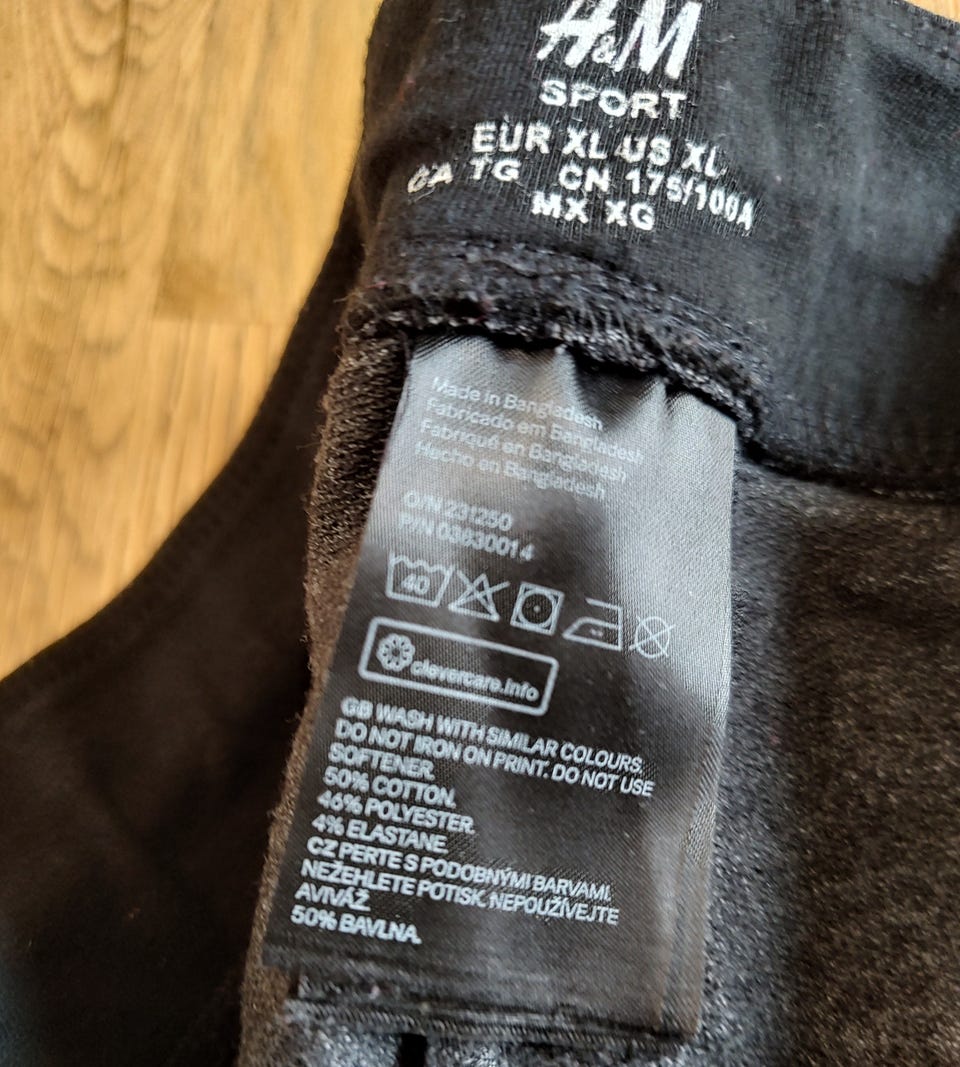 H&M
SPORT
EUR XL US XL
CA TG CN 175/100A
MX XG
Made in Bangladesh
Fabricado em Bangladesh
Fabriqué en Bangladesh
Hecho en Bangladesh
O/N 231250
P/N 03630014
40
clevercare.info
GB WASH WITH SIMILAR COLOURS.
DO NOT IRON ON PRINT. DO NOT USE
SOFTENER.
50% COTTON.
46% POLYESTER.
4% ELASTANE
CZ PERTE S PODOBNÝMI BARVAMI.
NEŽEHLETE POTISK. NEPOUŽÍVEJTE
AVIVÁŽ.
50% BAVLNA.